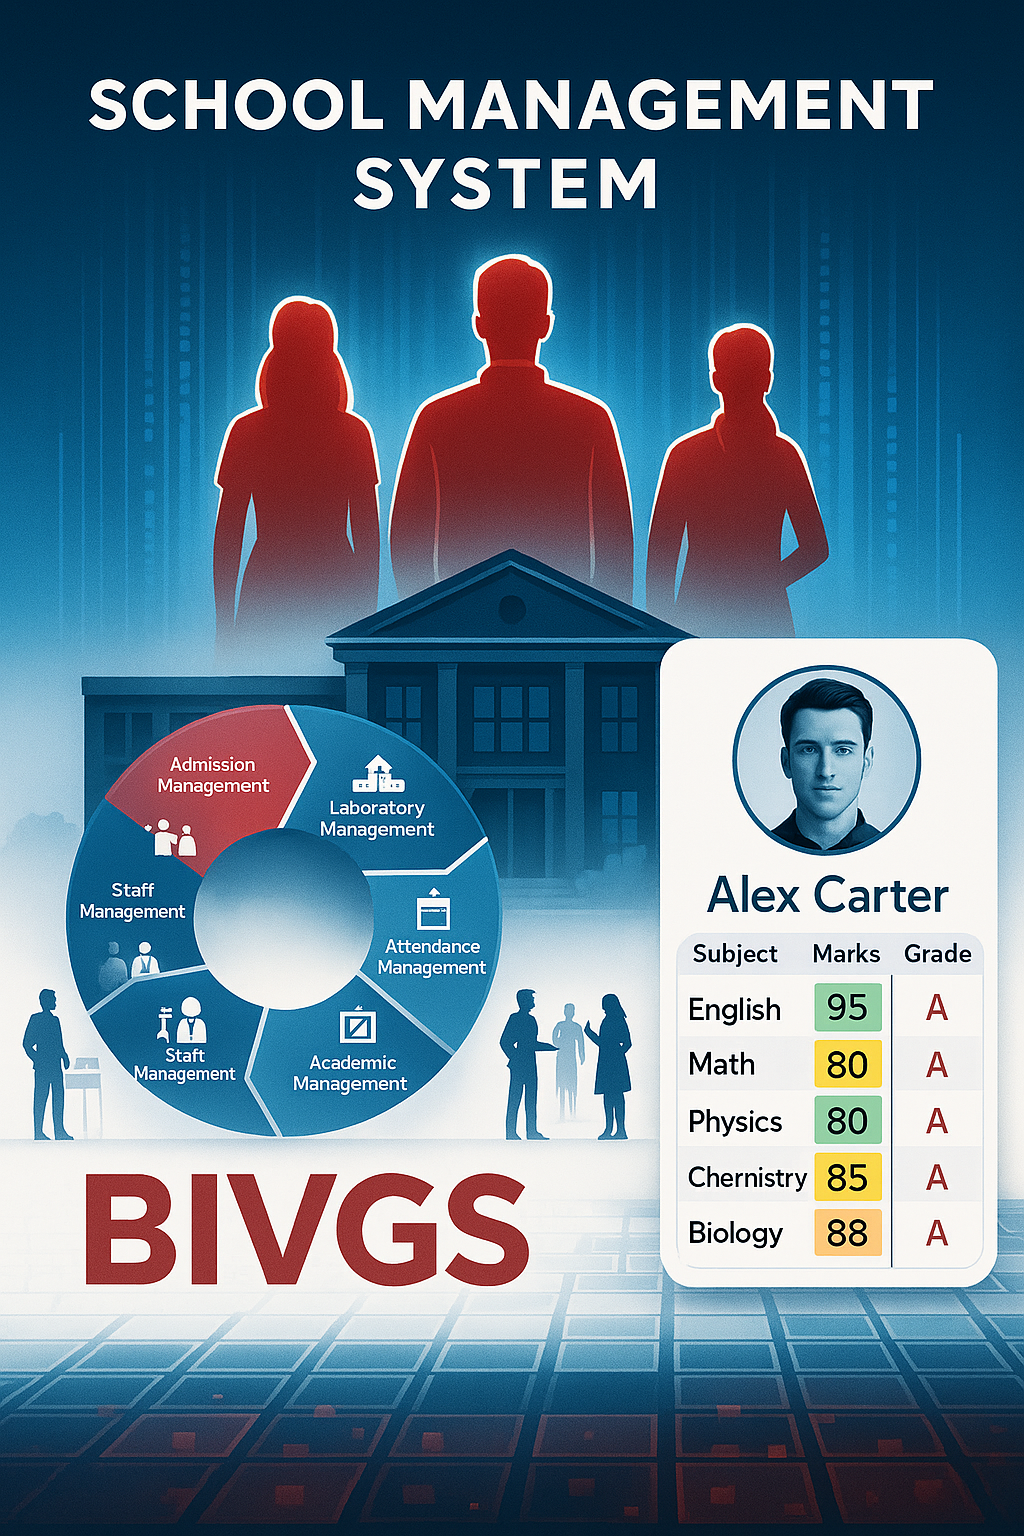 SCHOOL MANAGEMENT
SYSTEM
Admission
Management
Laboratory
Management
Staff
Management
Attendance
Management
Staft
Management
Academic
Management
BIVGS
Alex Carter
Subject Marks Grade
English 95 A
Math 80 A
Physics 80 A
Chernistry 85 A
Biology 88 A